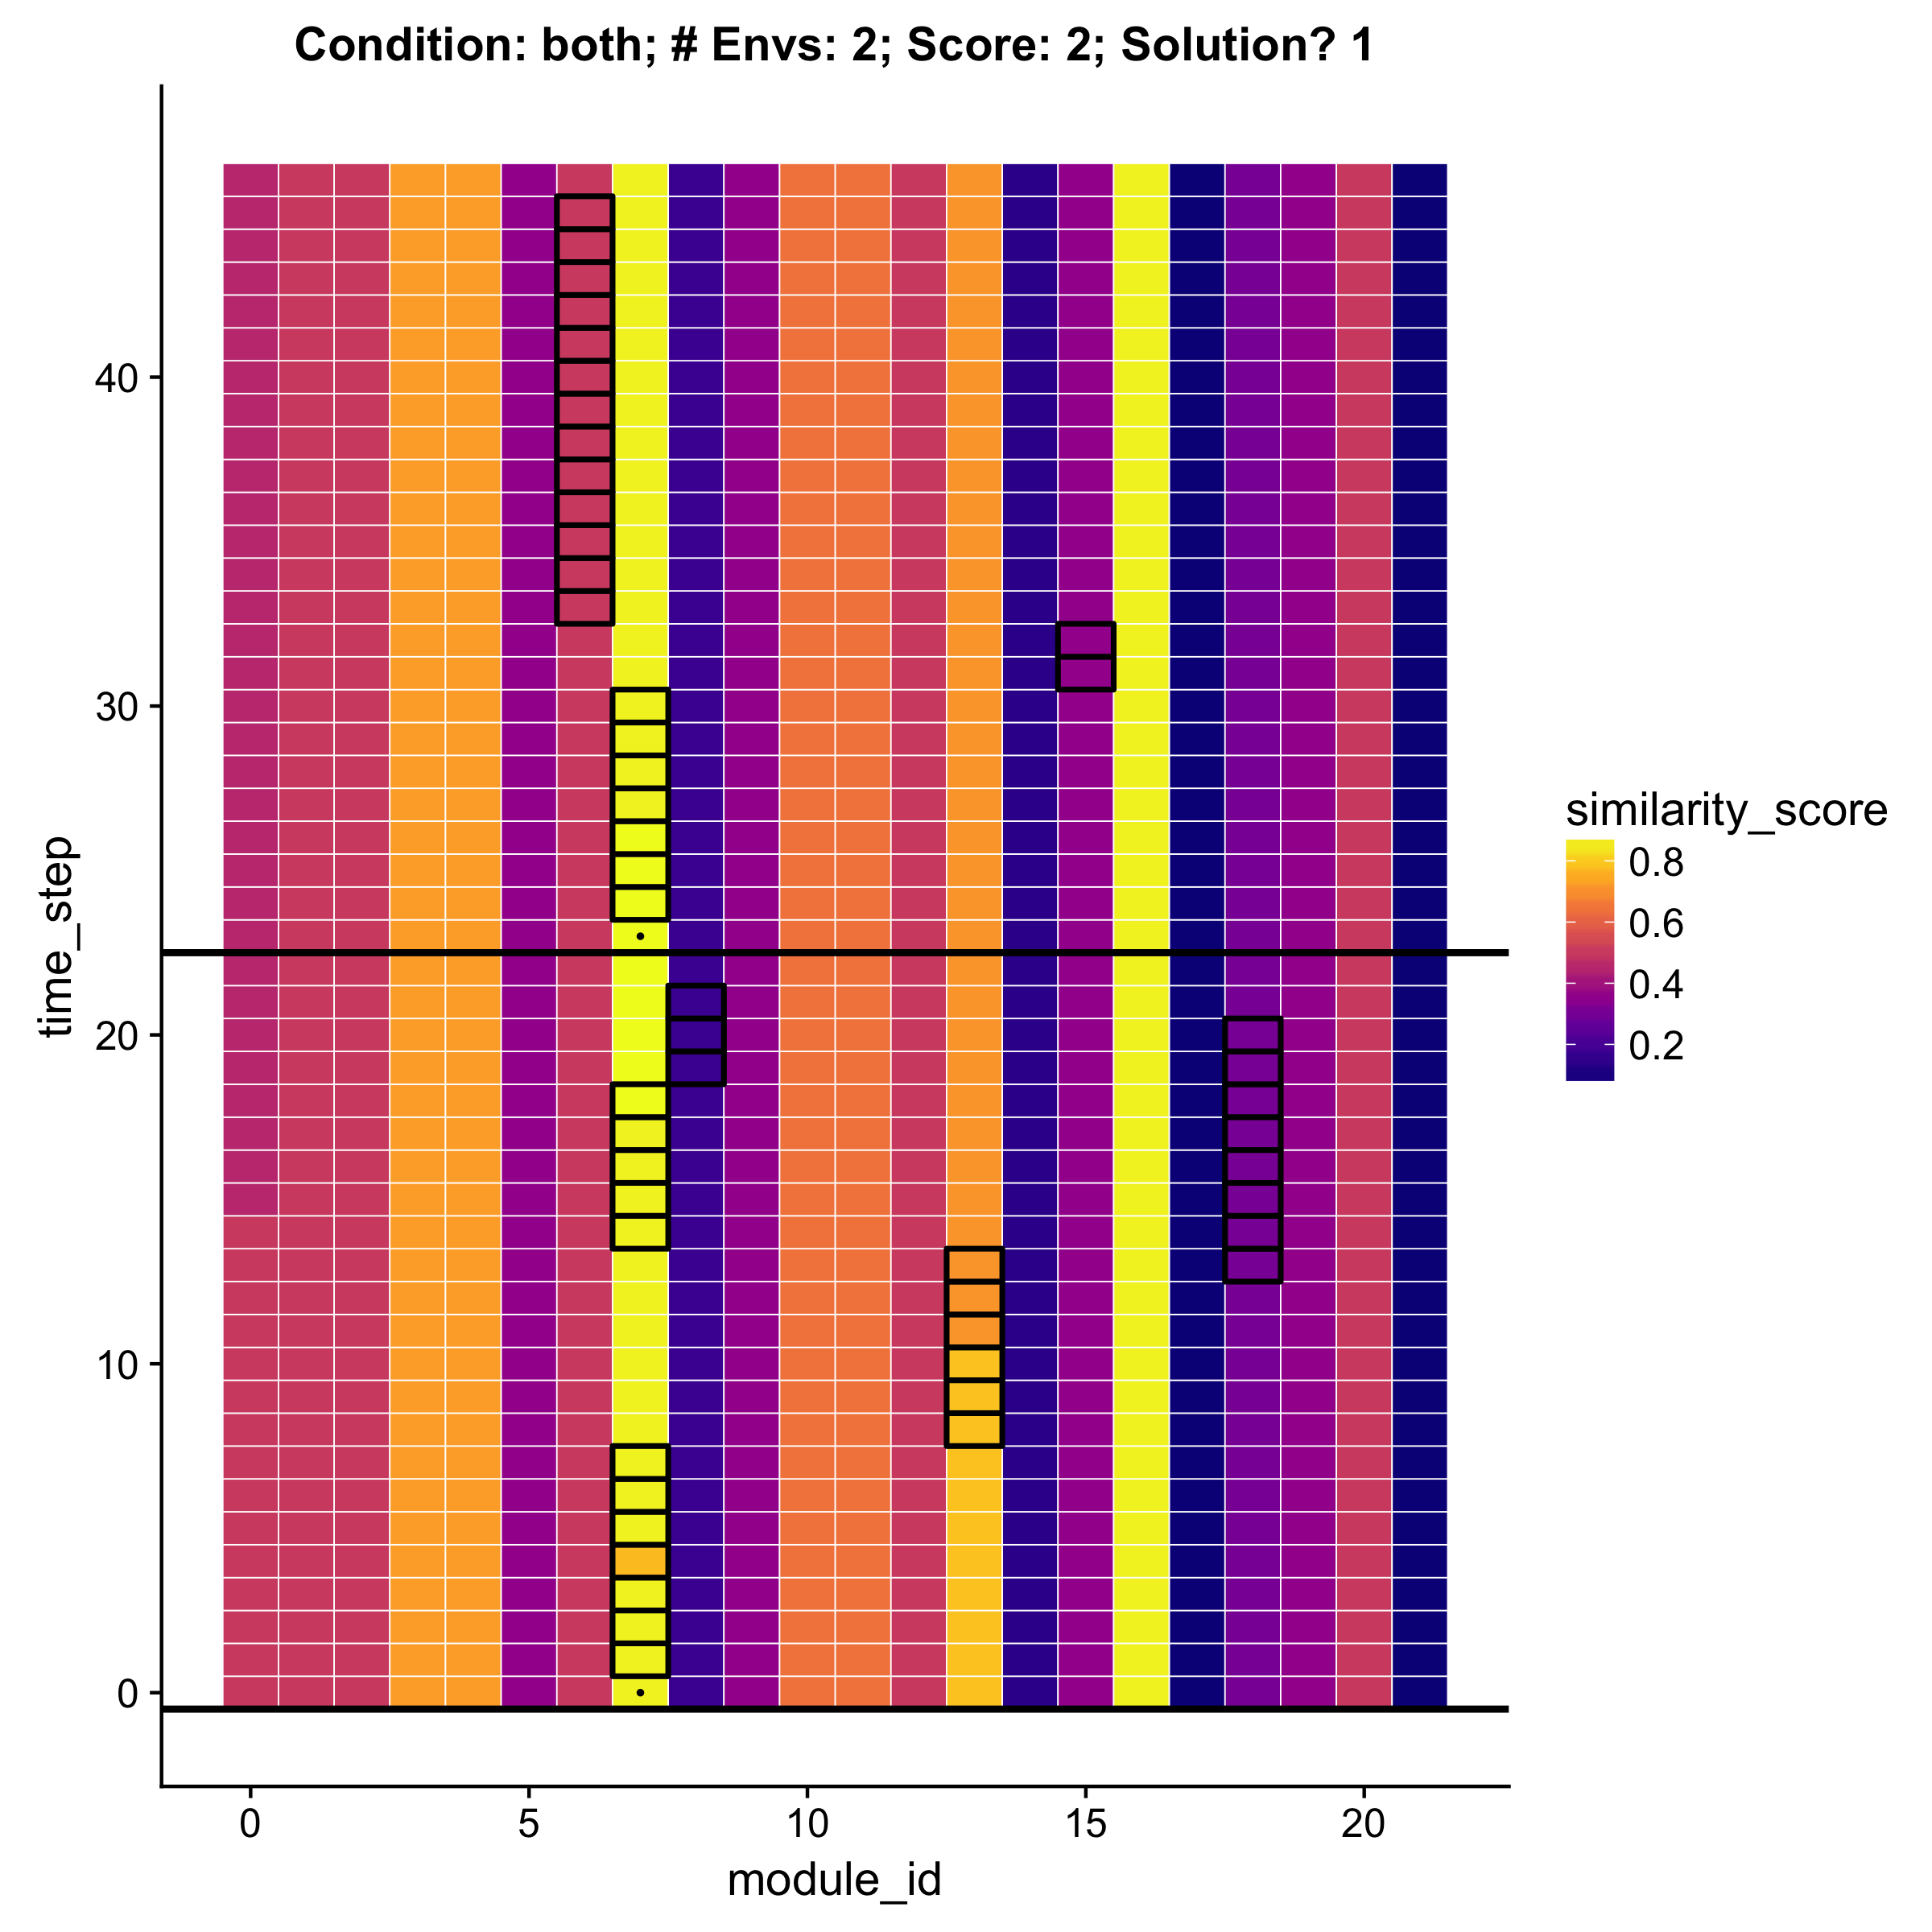 Condition: both; # Envs: 2; Score: 2; Solution? 1
time_step
40
30
20
10
0
0 5 10 15 20
module_id
similarity_score
0.8
0.6
0.4
0.2